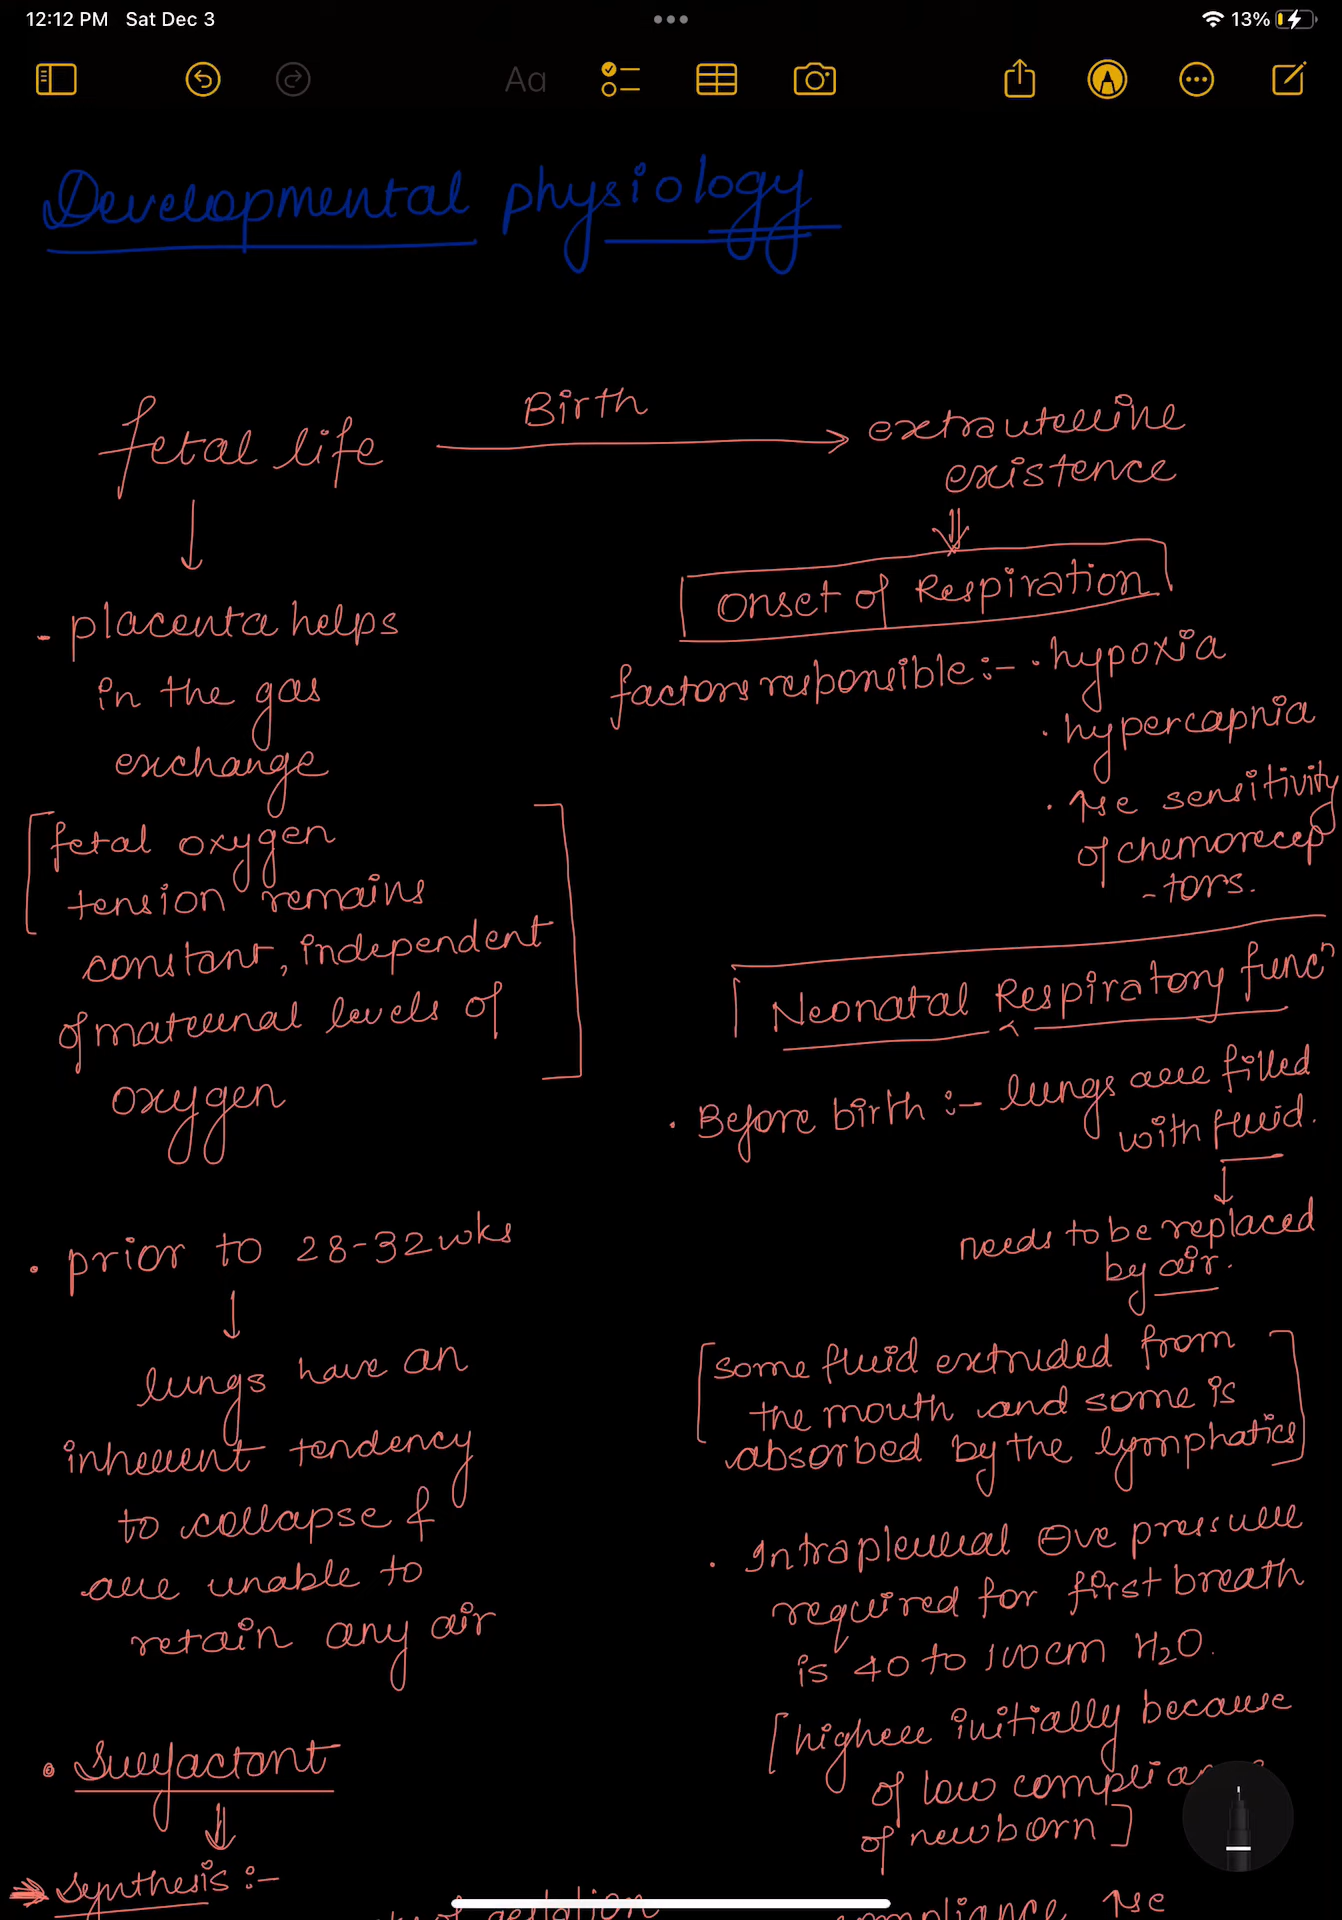 12:12 PM Sat Dec 3
13%
Aa
Developmental physiology
fetal life
Birth
extrauterine
existence
- placenta helps
in the gas
exchange
[fetal oxygen
tension remains
constant, independent
of maternal levels of
oxygen
]
. prior to 28-32 wks
lungs have an
inherent tendency
to collapse &
are unable to
retain any air
• Surfactant
Synthesis :-
of gestation
Onset of Respiration
factors responsible :- • hypoxia
• hypercapnia
• ↑se sensitivity
of chemorecep
-tors.
Neonatal Respiratory funcn
• Before birth :- lungs are filled
with fluid.
needs to be replaced
by air.
[some fluid extruded from
the mouth and some is
absorbed by the lymphatics]
• Intrapleural ⊖ve pressure
required for first breath
is 40 to 100cm H₂O.
[higher initially because
of low
of newborn]
↑se